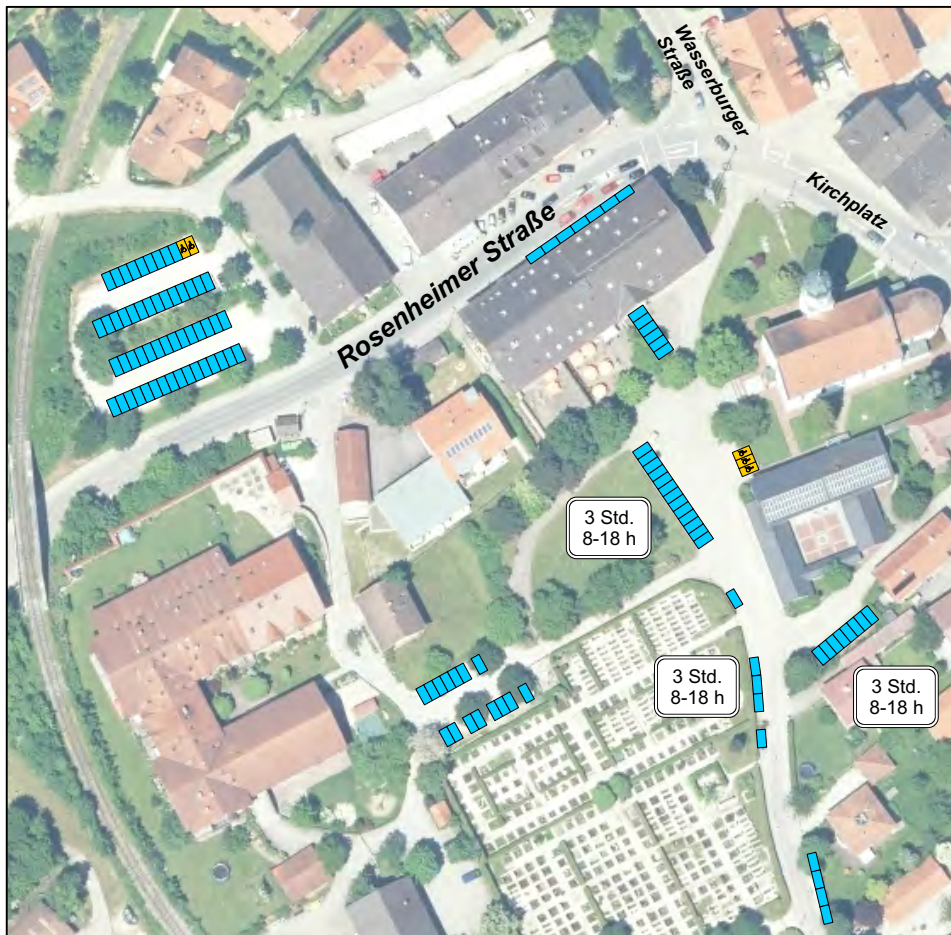 Wasserburger
Straße
Kirchplatz
Rosenheimer Straße
3 Std.
8-18 h
3 Std.
8-18 h
3 Std.
8-18 h